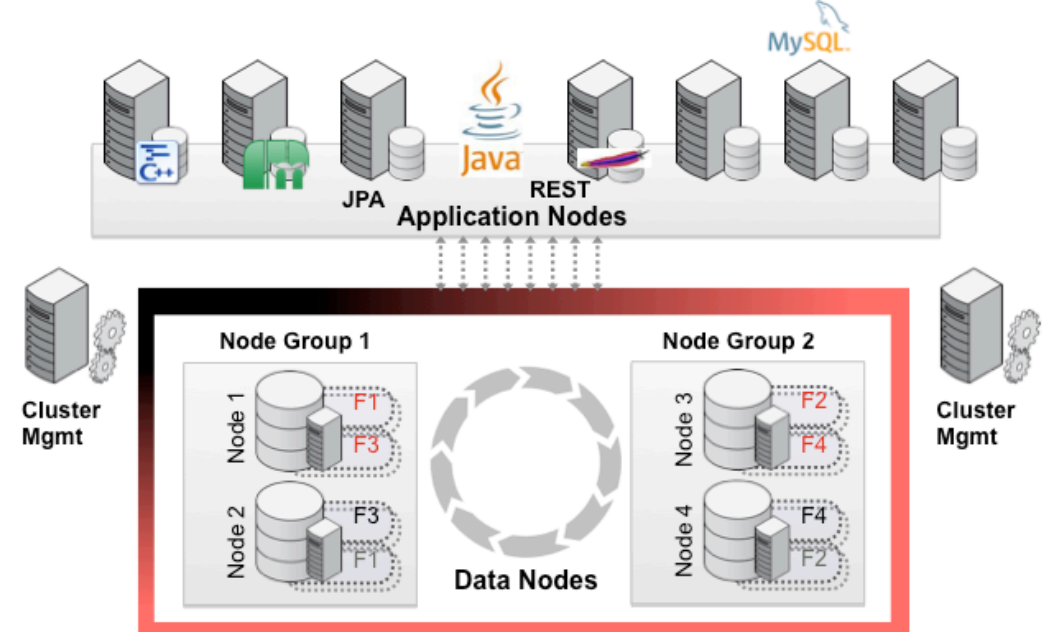 MySQL
C++
Java
JPA
REST
Application Nodes
Cluster
Mgmt
Node Group 1
Node 1
F1
F3
Node 2
F3
F1
Data Nodes
Node Group 2
Node 3
F2
F4
Node 4
F4
F2
Cluster
Mgmt